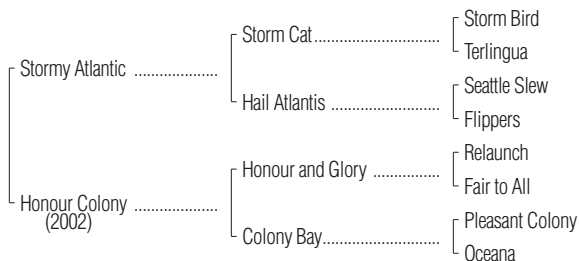 Storm Bird
Storm Cat
Terlingua
Stormy Atlantic
Seattle Slew
Hail Atlantis
Flippers
Relaunch
Honour and Glory
Fair to All
Honour Colony
(2002)
Pleasant Colony
Colony Bay
Oceana